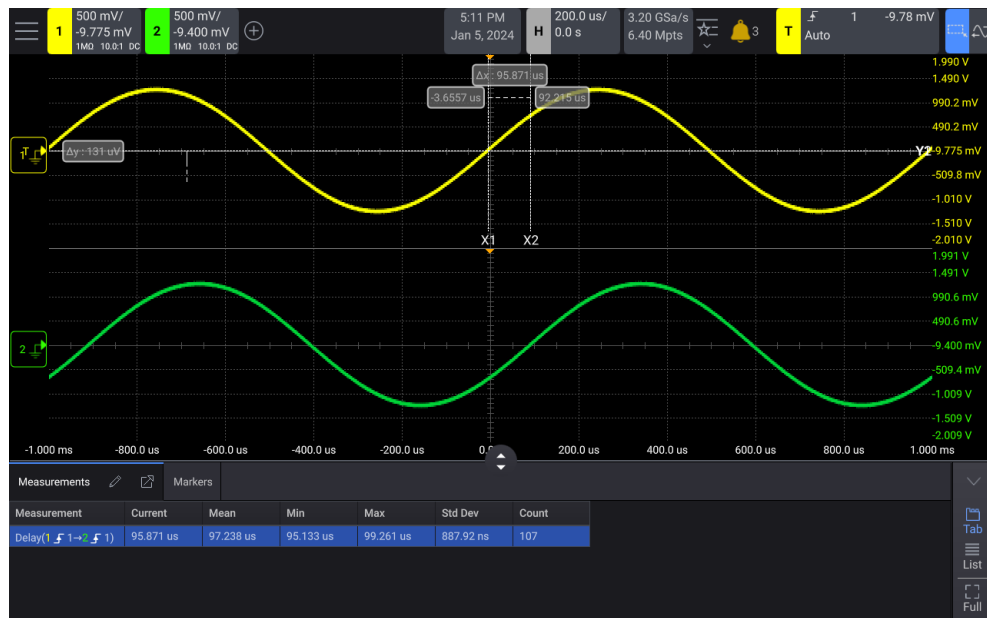 1
500 mV/
-9.775 mV
1MΩ 10.0:1 DC
2
500 mV/
-9.400 mV
1MΩ 10.0:1 DC
5:11 PM
Jan 5, 2024
H
200.0 us/
0.0 s
3.20 GSa/s
6.40 Mpts
3
T
1 -9.78 mV
Auto
1.990 V
1.490 V
990.2 mV
490.2 mV
-9.775 mV
-509.8 mV
-1.010 V
-1.510 V
-2.010 V
Δx : 95.871 us
-3.6557 us
92.215 us
1T
Δy : 131 uV
Y2
X1 X2
1.991 V
1.491 V
990.6 mV
490.6 mV
-9.400 mV
-509.4 mV
-1.009 V
-1.509 V
-2.009 V
2
-1.000 ms -800.0 us -600.0 us -400.0 us -200.0 us 200.0 us 400.0 us 600.0 us 800.0 us 1.000 ms
Measurements Markers
Measurement Current Mean Min Max Std Dev Count
Delay(1 1→2 1) 95.871 us 97.238 us 95.133 us 99.261 us 887.92 ns 107
Tab
List
Full